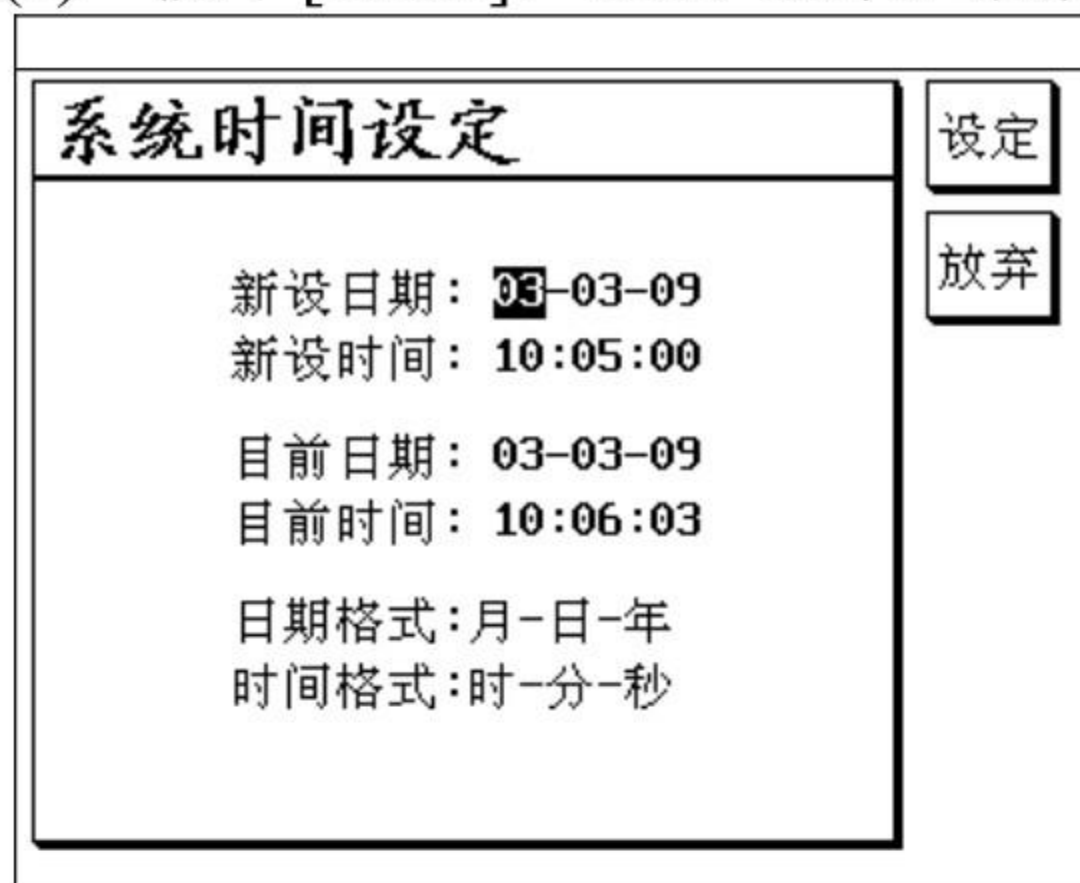 系统时间设定
设定
放弃
新设日期: 03-03-09
新设时间: 10:05:00
目前日期: 03-03-09
目前时间: 10:06:03
日期格式:月-日-年
时间格式:时-分-秒